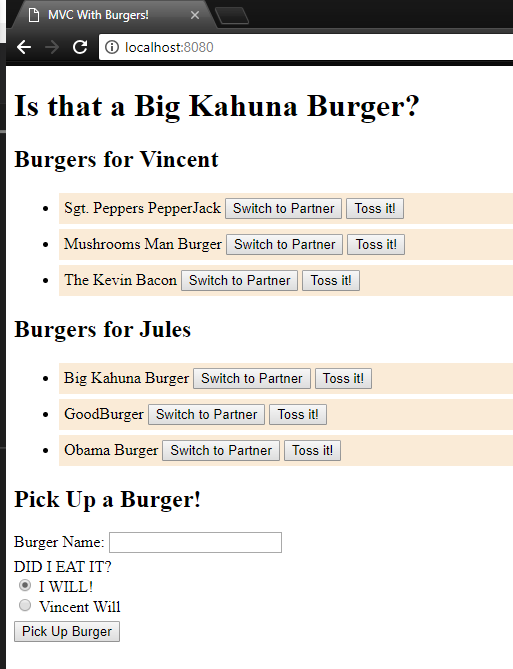 MVC With Burgers!
localhost:8080
Is that a Big Kahuna Burger?
Burgers for Vincent
Sgt. Peppers PepperJack Switch to Partner Toss it!
Mushrooms Man Burger Switch to Partner Toss it!
The Kevin Bacon Switch to Partner Toss it!
Burgers for Jules
Big Kahuna Burger Switch to Partner Toss it!
GoodBurger Switch to Partner Toss it!
Obama Burger Switch to Partner Toss it!
Pick Up a Burger!
Burger Name:
DID I EAT IT?
I WILL!
Vincent Will
Pick Up Burger